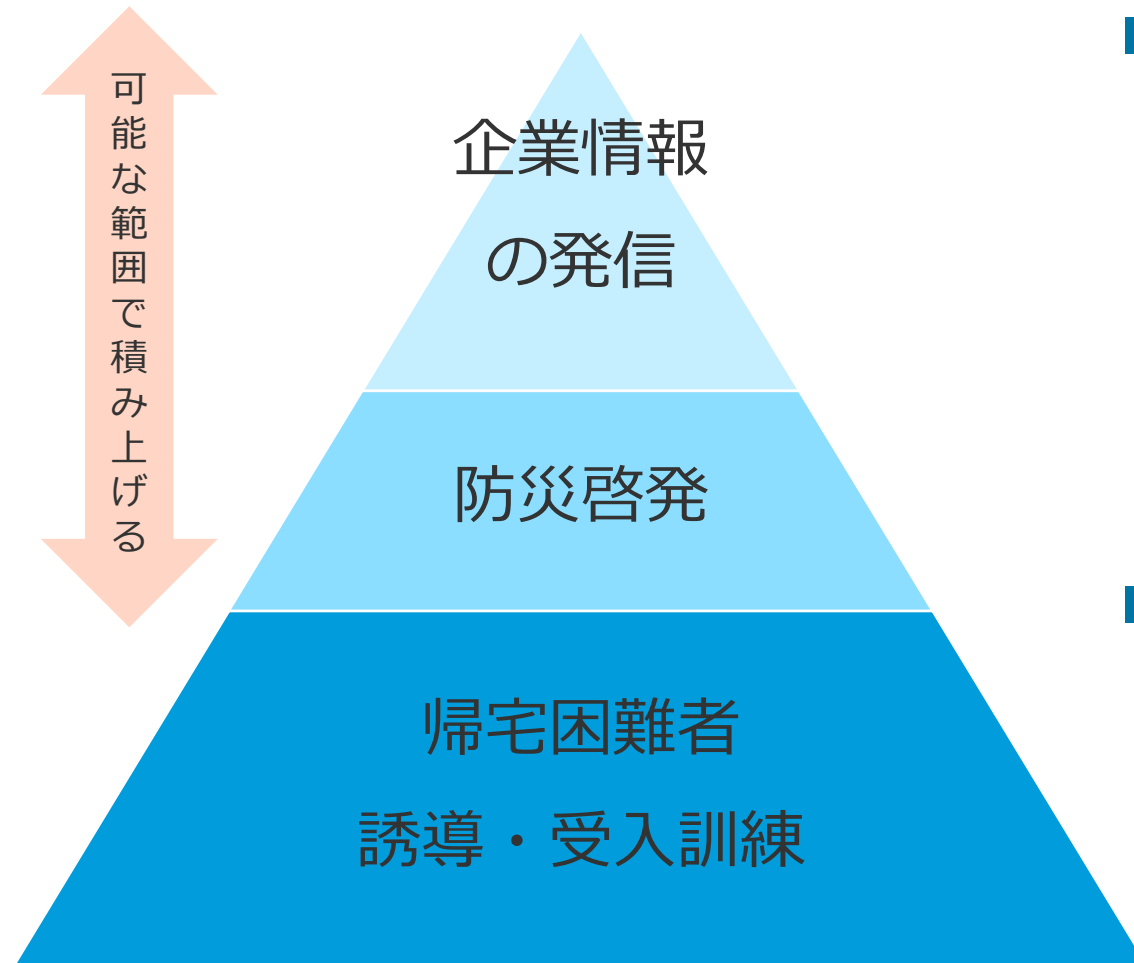 可能な範囲で積み上げる
企業情報
の発信
防災啓発
帰宅困難者
誘導・受入訓練